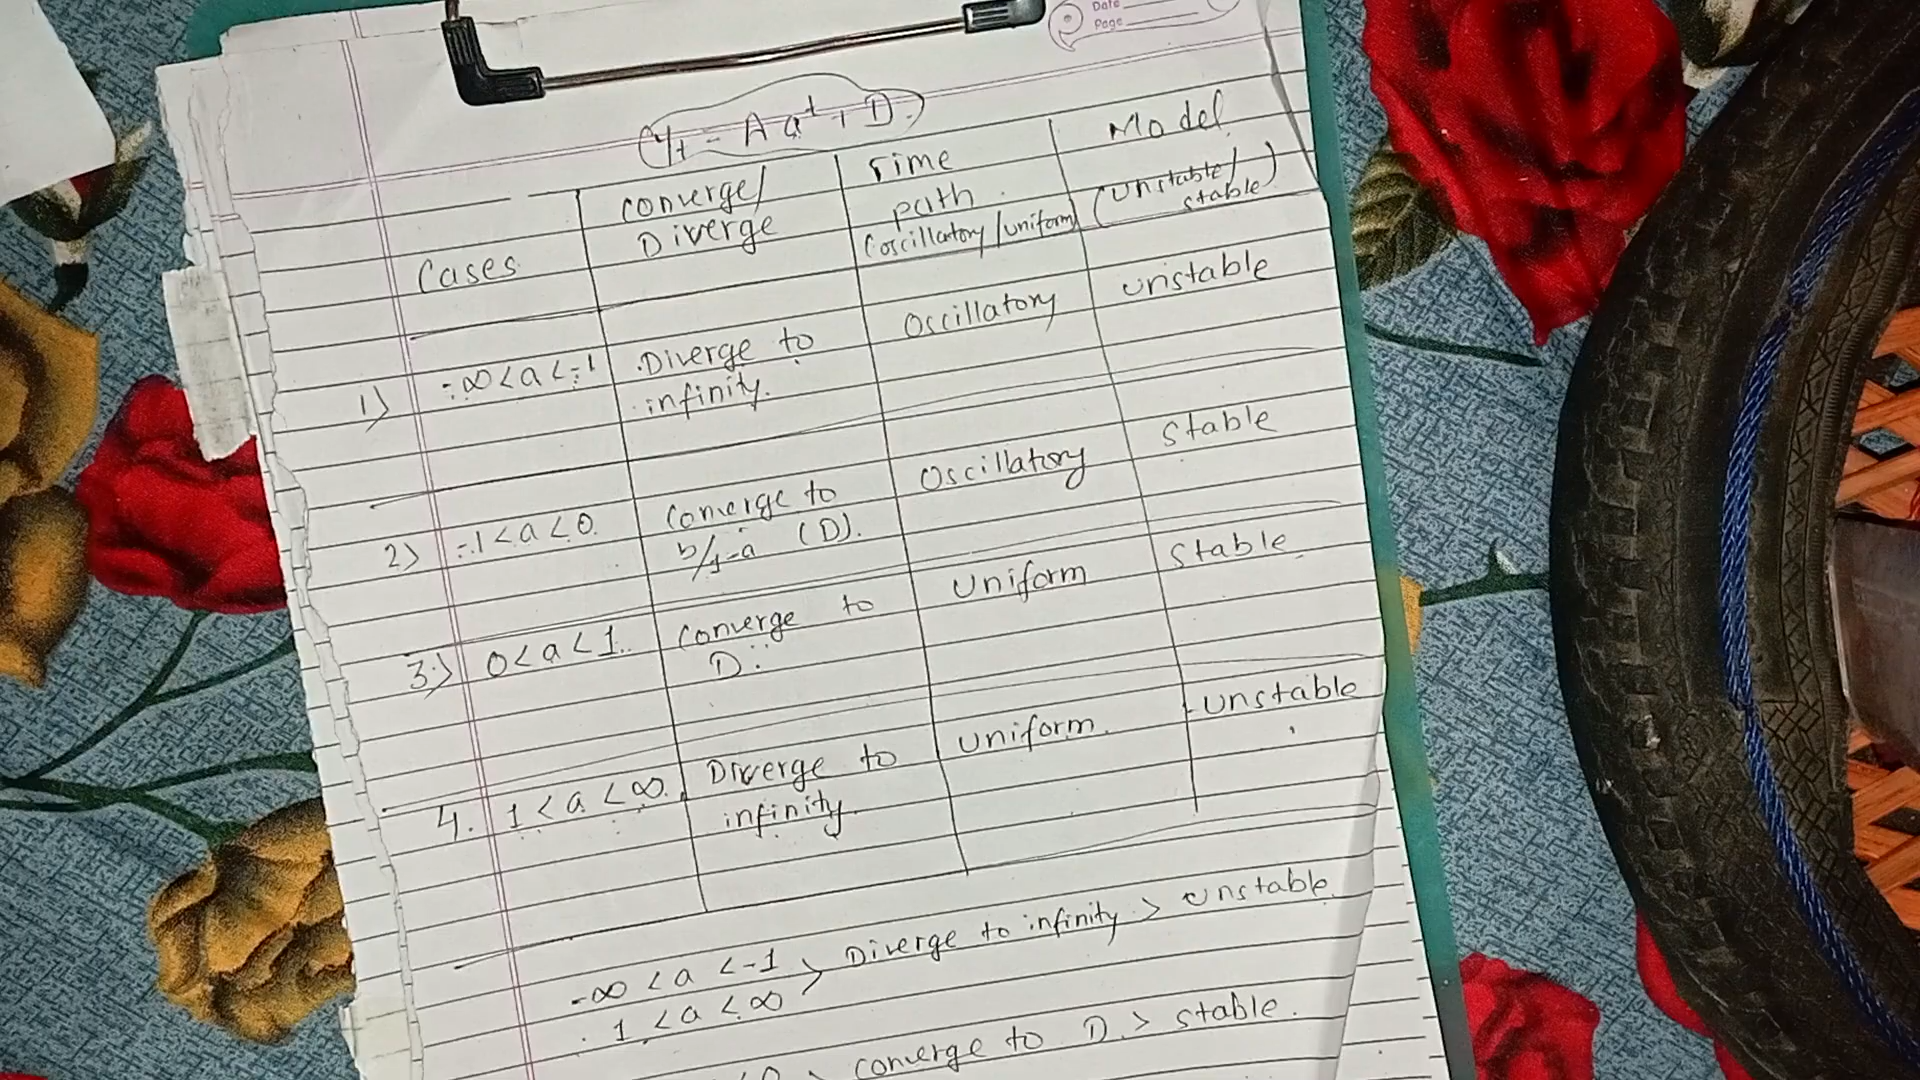 Date
Page
Yt = A a^t + D.
Cases
Converge/
Diverge
Time
path
(oscillatory/uniform)
Model
(unstable/
stable)
1) -∞ < a < -1
Diverge to
infinity.
Oscillatory
unstable
2) -1 < a < 0.
Converge to
b/1-a (D).
Oscillatory
Stable
3) 0 < a < 1.
Converge to
D.
Uniform
Stable.
4. 1 < a < ∞.
Diverge to
infinity.
uniform.
unstable
-∞ < a < -1
1 < a < ∞ > Diverge to infinity > unstable.
converge to D > stable.